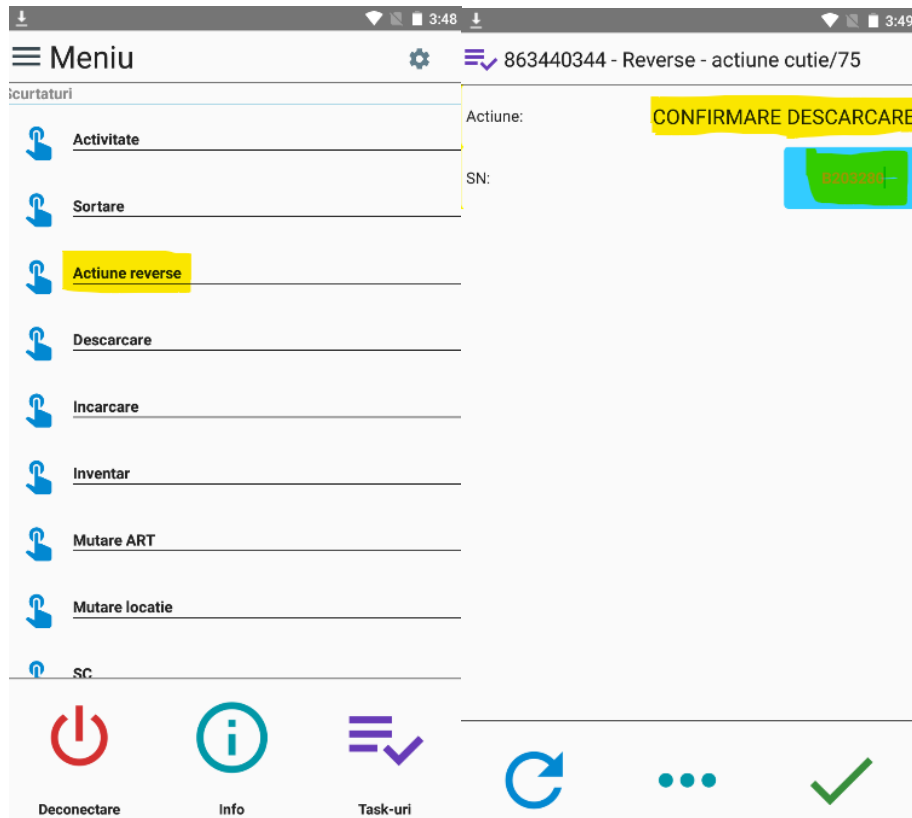 3:48
Meniu
Scurtaturi
Activitate
Sortare
Actiune reverse
Descarcare
Incarcare
Inventar
Mutare ART
Mutare locatie
SC
Deconectare
Info
Task-uri
3:49
863440344 - Reverse - actiune cutie/75
Actiune:
CONFIRMARE DESCARCARE
SN: